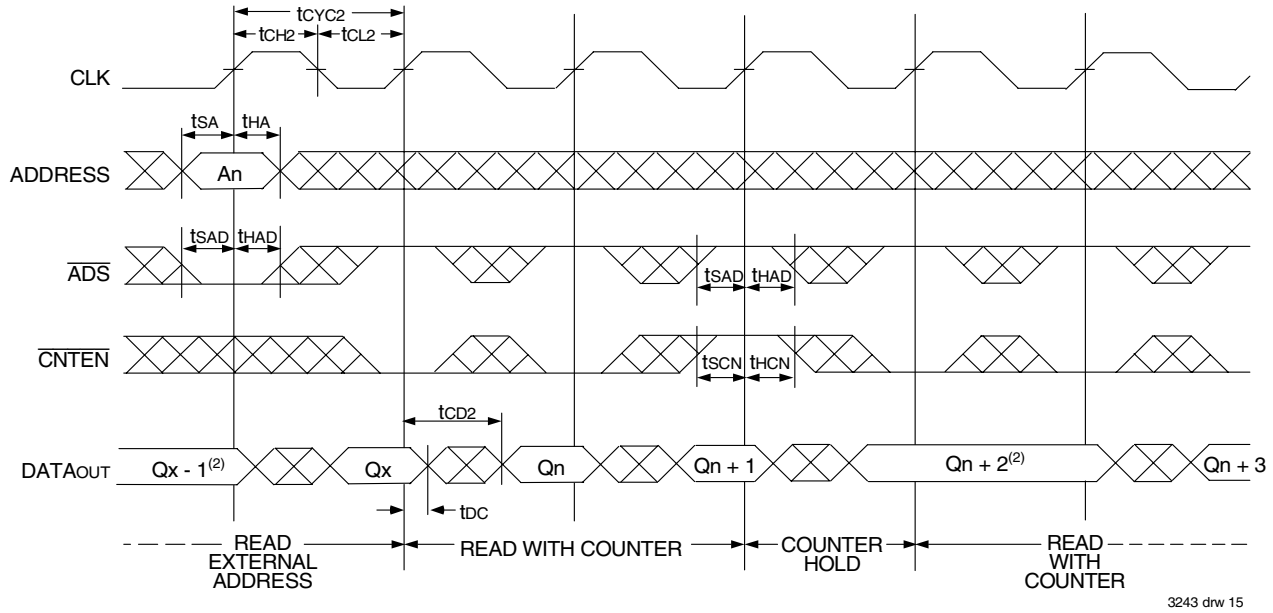 tCYC2
tCH2 tCL2
CLK
tSA tHA
ADDRESS An
tSAD tHAD
ADS tSAD tHAD
CNTEN tSCN tHCN
tCD2
DATAOUT Qx - 1(2) Qx Qn Qn + 1 Qn + 2(2) Qn + 3
tDC
READ EXTERNAL ADDRESS
READ WITH COUNTER
COUNTER HOLD
READ WITH COUNTER
3243 drw 15